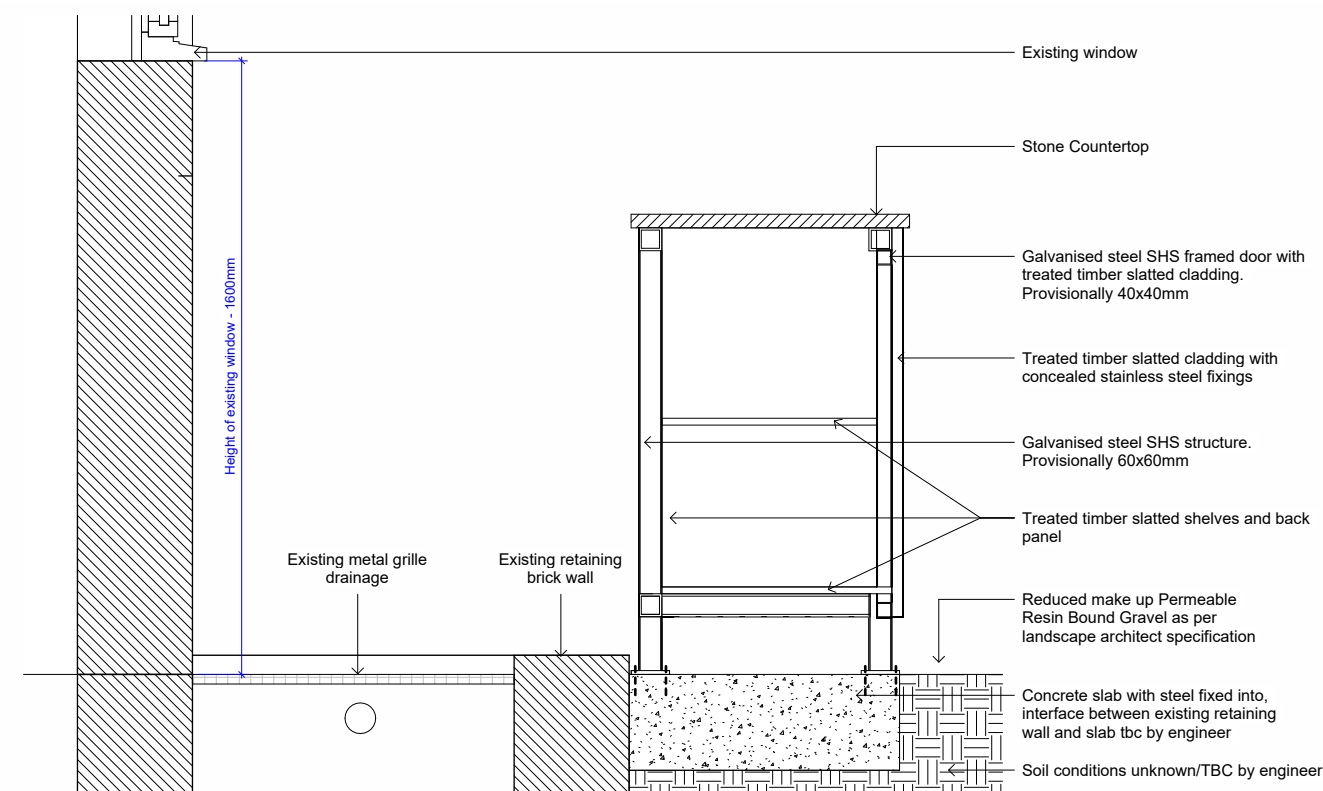 Existing window
Stone Countertop
Galvanised steel SHS framed door with
treated timber slatted cladding.
Provisionally 40x40mm
Treated timber slatted cladding with
concealed stainless steel fixings
Height of existing window - 1600mm
Galvanised steel SHS structure.
Provisionally 60x60mm
Treated timber slatted shelves and back
panel
Existing metal grille
drainage
Existing retaining
brick wall
Reduced make up Permeable
Resin Bound Gravel as per
landscape architect specification
Concrete slab with steel fixed into,
interface between existing retaining
wall and slab tbc by engineer
Soil conditions unknown/TBC by engineer